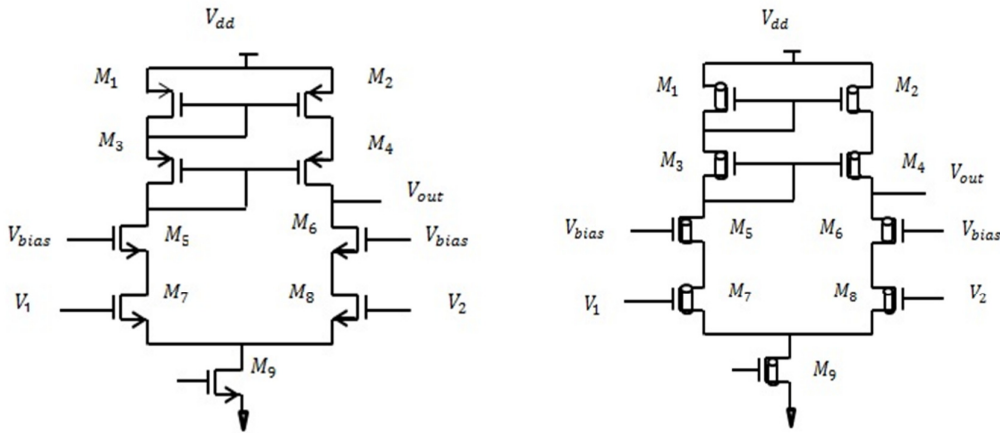 V_dd
M_1
M_2
M_3
M_4
V_out
V_bias
M_5
M_6
V_bias
V_1
M_7
M_8
V_2
M_9
V_dd
M_1
M_2
M_3
M_4
V_out
V_bias
M_5
M_6
V_bias
V_1
M_7
M_8
V_2
M_9